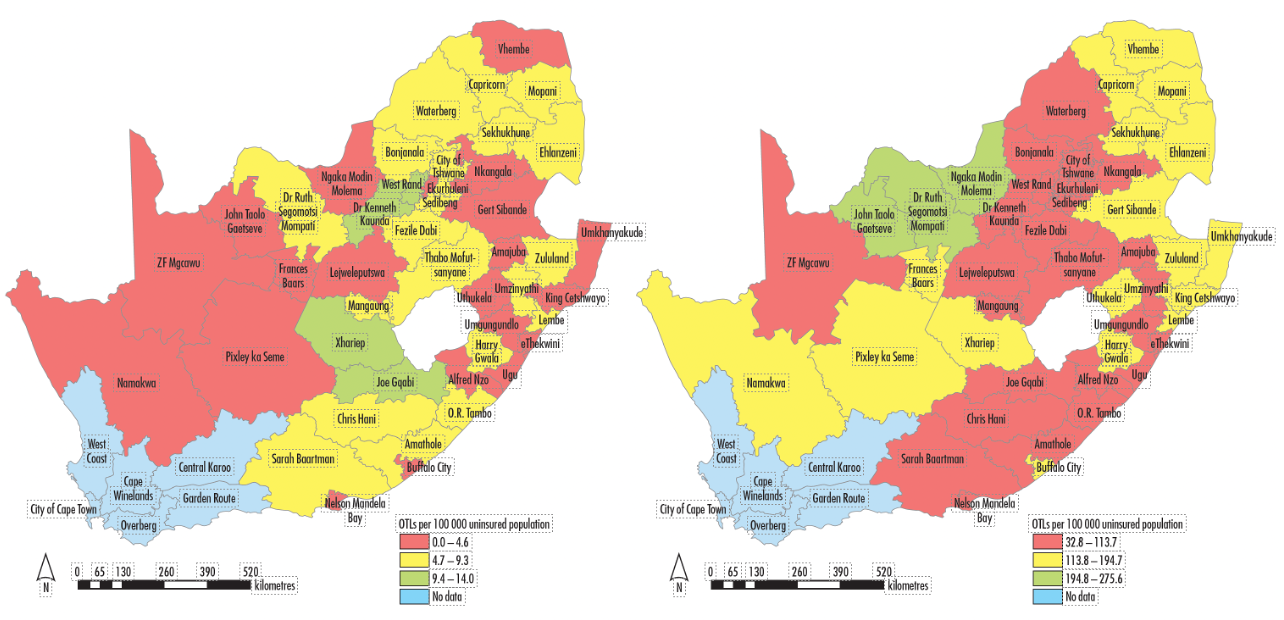 Vhembe
Capricorn
Mopani
Waterberg
Sekhukhune
Bonjanala
City of
Tshwane
Ehlanzeni
Nkangala
Ngaka Modin
Molema
West Rand
Ekurhuleni
Sedibeng
Dr Ruth
Segomotsi
Mompati
Dr Kenneth
Kaunda
Gert Sibande
John Taolo
Gaetseve
Fezile Dabi
Umkhanyakude
ZF Mgcawu
Frances
Baars
Lejweleputswa
Thabo Mofut-
sanyane
Amajuba
Zululand
Umzinyathi
Uthukela
King Cetshwayo
Mangaung
Lembe
Umgungundlo
eThekwini
Xhariep
Harry
Gwala
Pixley ka Seme
Namakwa
Joe Gqabi
Alfred Nzo
Ugu
Chris Hani
O.R. Tambo
West
Coast
Central Karoo
Sarah Baartman
Amathole
Buffalo City
Cape
Winelands
Garden Route
City of Cape Town
Overberg
Nelson Mandela
Bay
OTLs per 100 000 uninsured population
0.0 – 4.6
4.7 – 9.3
9.4 – 14.0
No data
N
0 65 130 260 390 520
kilometres
Vhembe
Capricorn
Mopani
Waterberg
Sekhukhune
Bonjanala
City of
Tshwane
Ehlanzeni
Nkangala
Ngaka Modin
Molema
West Rand
Ekurhuleni
Sedibeng
Dr Ruth
Segomotsi
Mompati
Dr Kenneth
Kaunda
Gert Sibande
John Taolo
Gaetseve
Fezile Dabi
Umkhanyakude
ZF Mgcawu
Frances
Baars
Lejweleputswa
Thabo Mofut-
sanyane
Amajuba
Zululand
Umzinyathi
Uthukela
King Cetshwayo
Mangaung
Lembe
Umgungundlo
eThekwini
Xhariep
Harry
Gwala
Pixley ka Seme
Namakwa
Joe Gqabi
Alfred Nzo
Ugu
Chris Hani
O.R. Tambo
West
Coast
Central Karoo
Sarah Baartman
Amathole
Buffalo City
Cape
Winelands
Garden Route
City of Cape Town
Overberg
Nelson Mandela
Bay
OTLs per 100 000 uninsured population
32.8 – 113.7
113.8 – 194.7
194.8 – 275.6
No data
N
0 65 130 260 390 520
kilometres